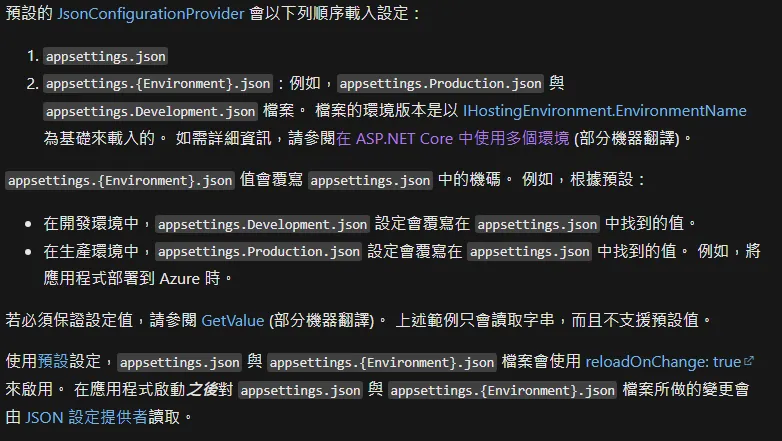 預設的 JsonConfigurationProvider 會以下列順序載入設定：
1. appsettings.json
2. appsettings.{Environment}.json：例如，appsettings.Production.json 與
appsettings.Development.json 檔案。 檔案的環境版本是以 IHostingEnvironment.EnvironmentName
為基礎來載入的。 如需詳細資訊，請參閱在 ASP.NET Core 中使用多個環境 (部分機器翻譯)。
appsettings.{Environment}.json 值會覆寫 appsettings.json 中的機碼。 例如，根據預設：
• 在開發環境中，appsettings.Development.json 設定會覆寫在 appsettings.json 中找到的值。
• 在生產環境中，appsettings.Production.json 設定會覆寫在 appsettings.json 中找到的值。 例如，將
應用程式部署到 Azure 時。
若必須保證設定值，請參閱 GetValue (部分機器翻譯)。 上述範例只會讀取字串，而且不支援預設值。
使用預設設定，appsettings.json 與 appsettings.{Environment}.json 檔案會使用 reloadOnChange: true
來啟用。 在應用程式啟動之後對 appsettings.json 與 appsettings.{Environment}.json 檔案所做的變更會
由 JSON 設定提供者讀取。